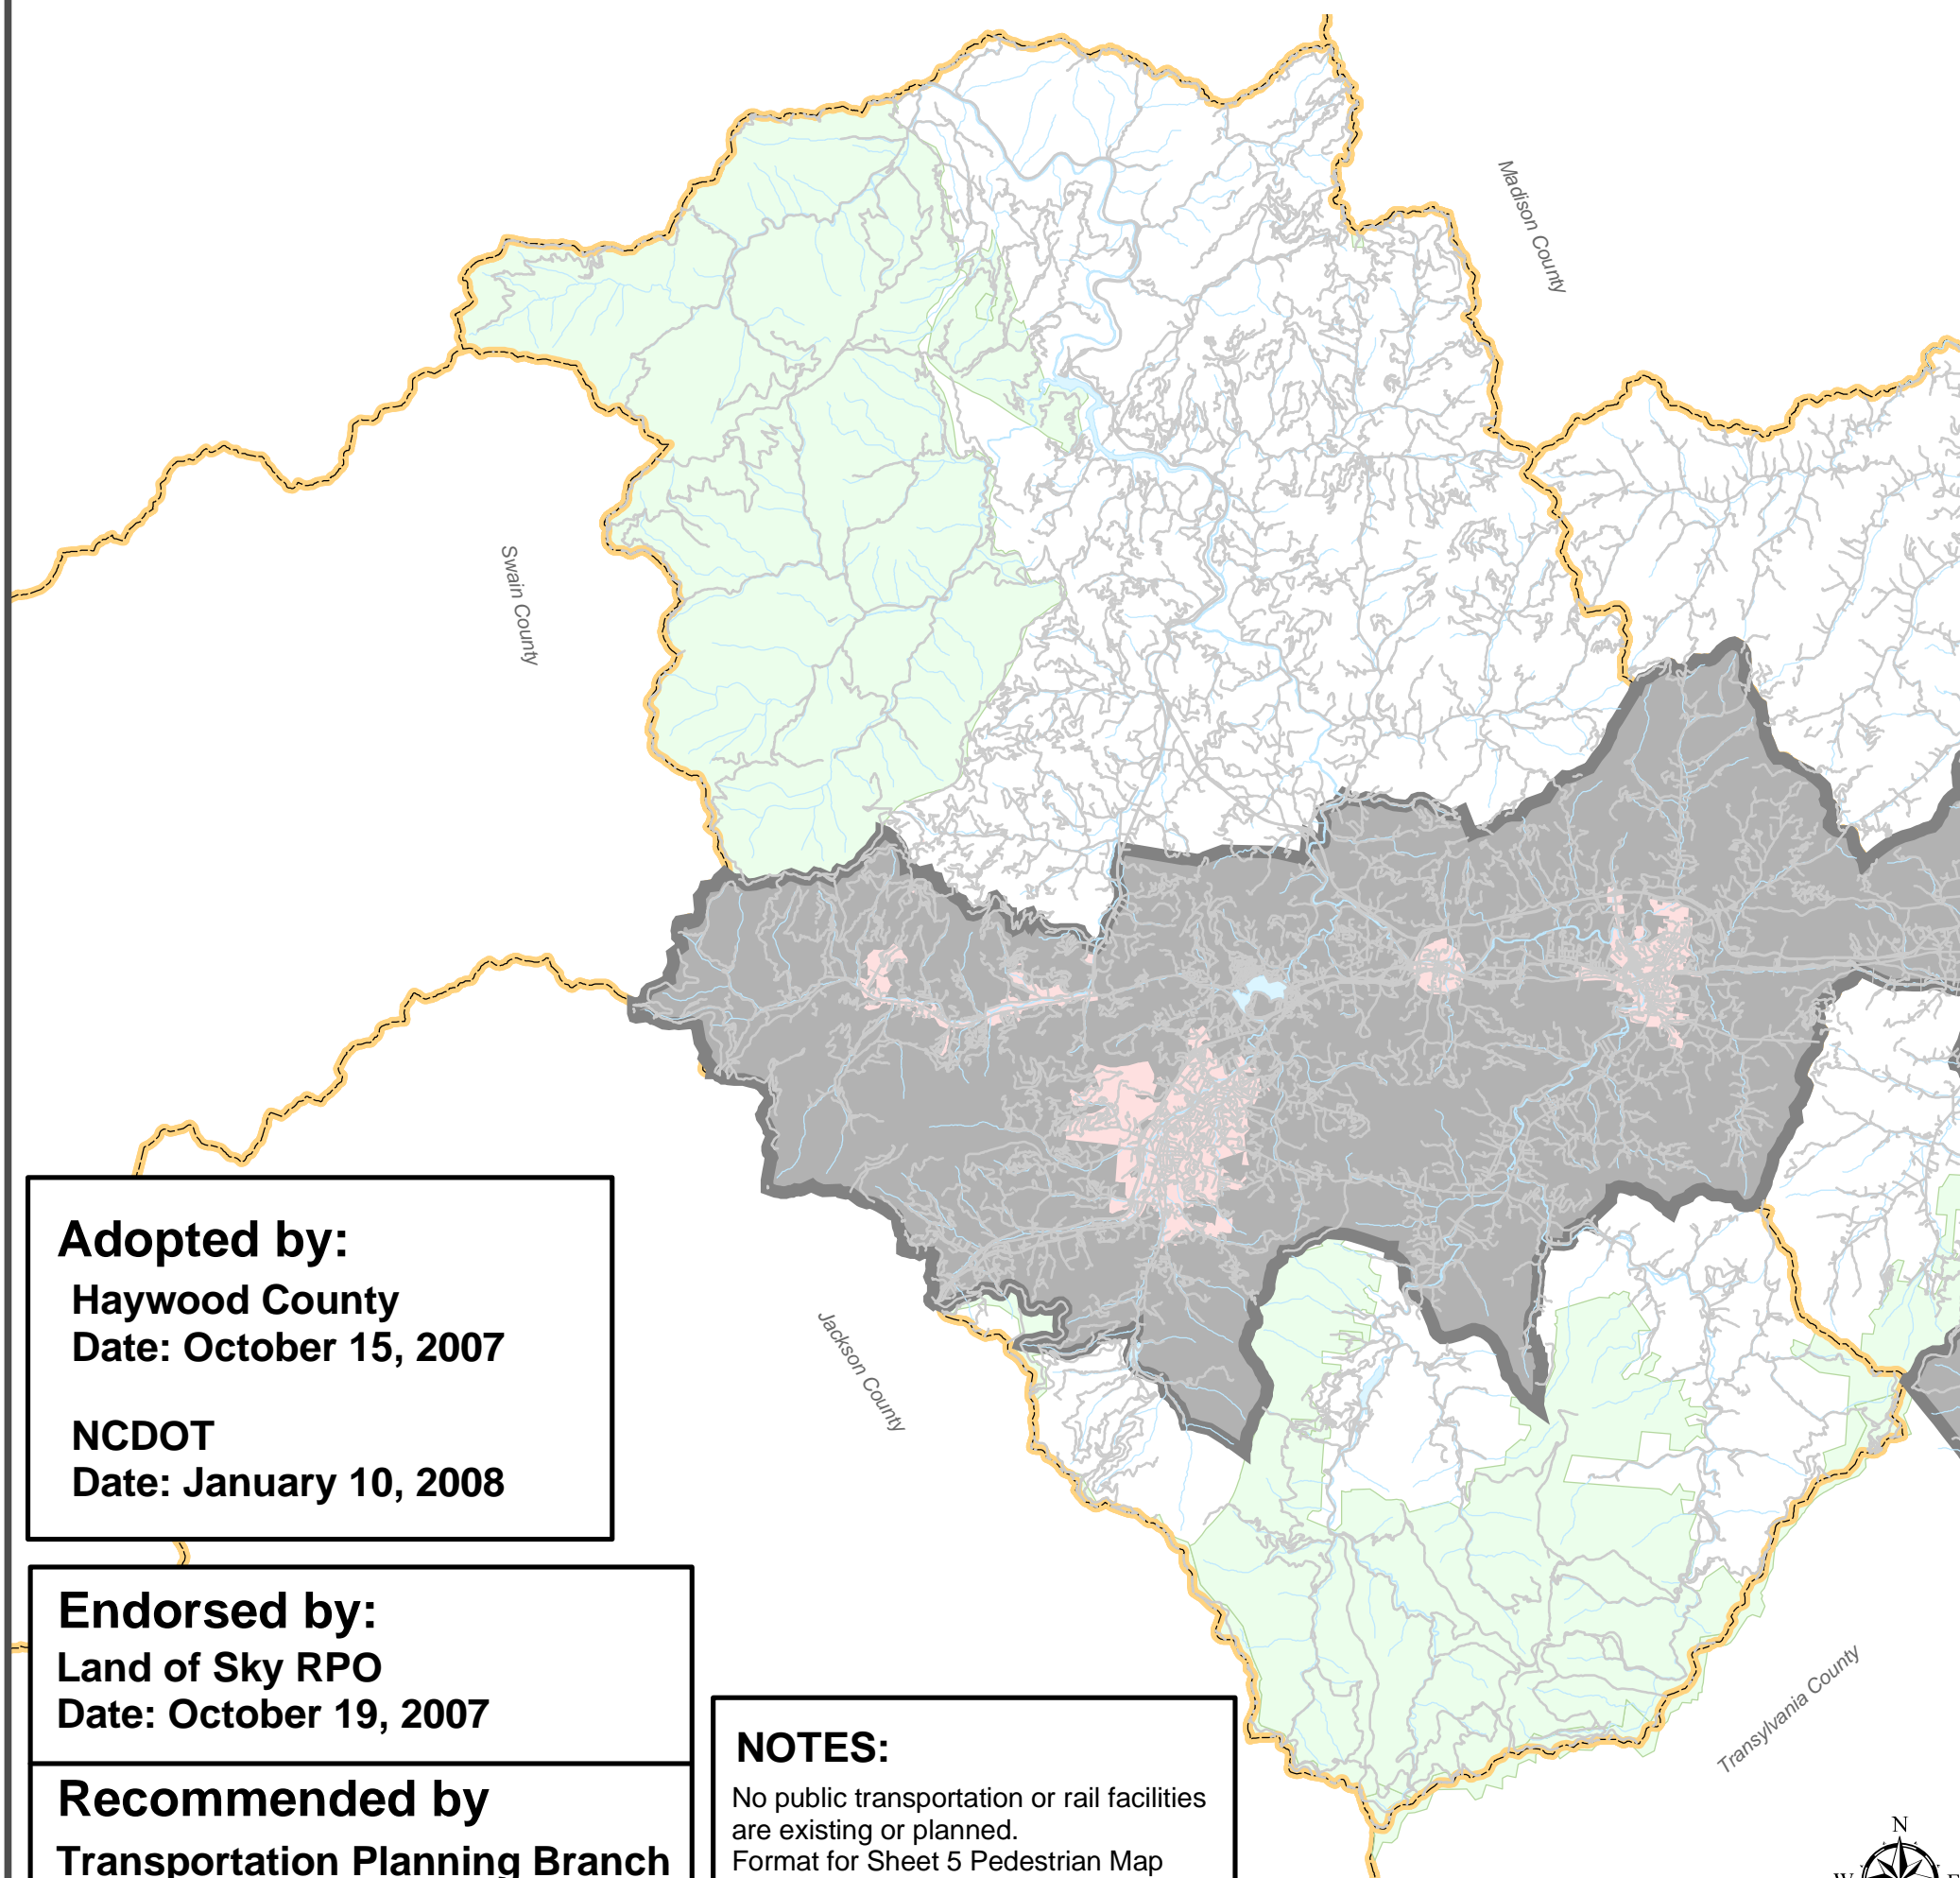 Madison County
Swain County
Adopted by:
Haywood County
Date: October 15, 2007
NCDOT
Date: January 10, 2008
Jackson County
Endorsed by:
Land of Sky RPO
Date: October 19, 2007
Recommended by
Transportation Planning Branch
NOTES:
No public transportation or rail facilities
are existing or planned.
Format for Sheet 5 Pedestrian Map
Transylvania County
N
W E